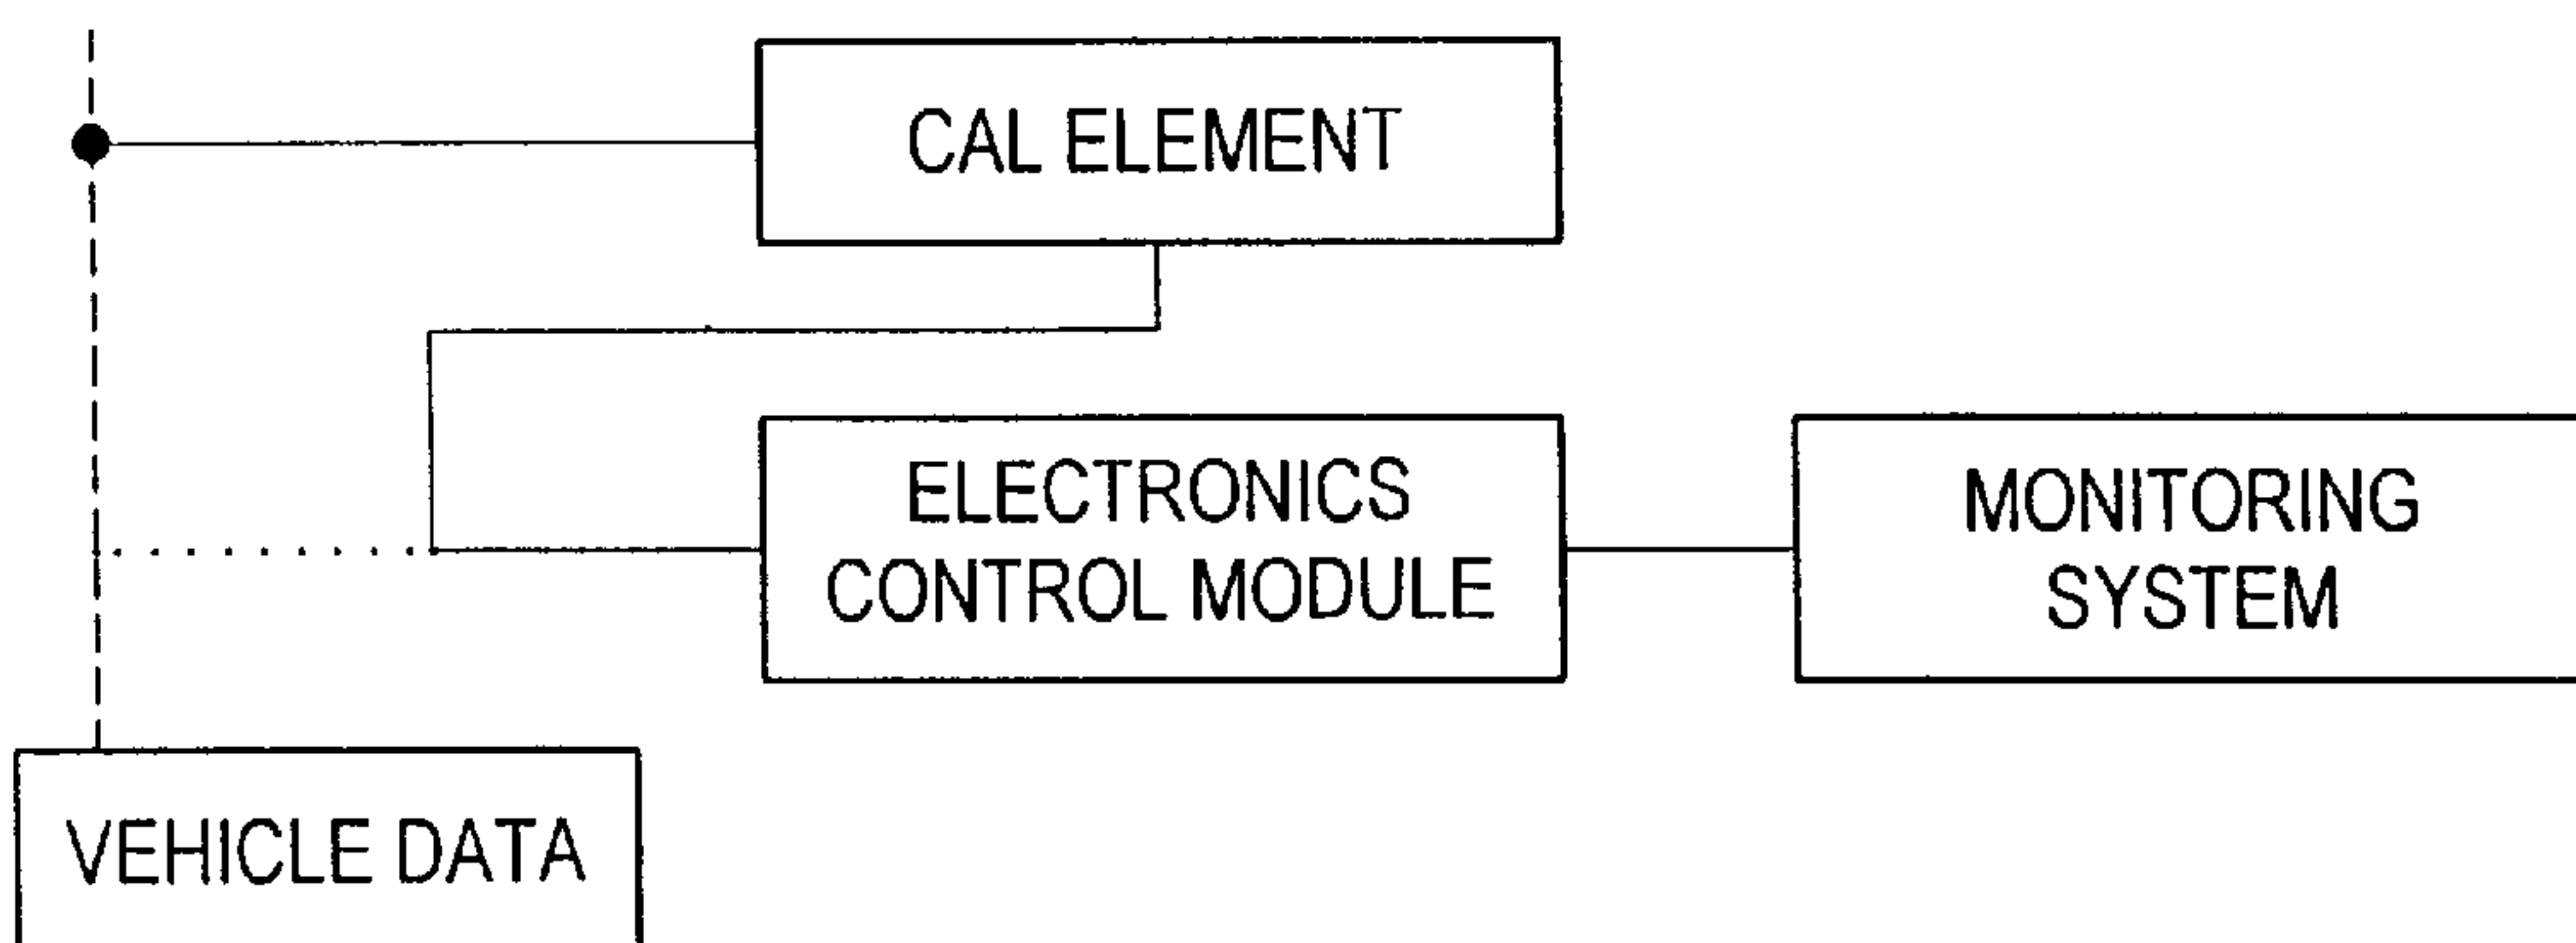 CAL ELEMENT
ELECTRONICS
CONTROL MODULE
MONITORING
SYSTEM
VEHICLE DATA